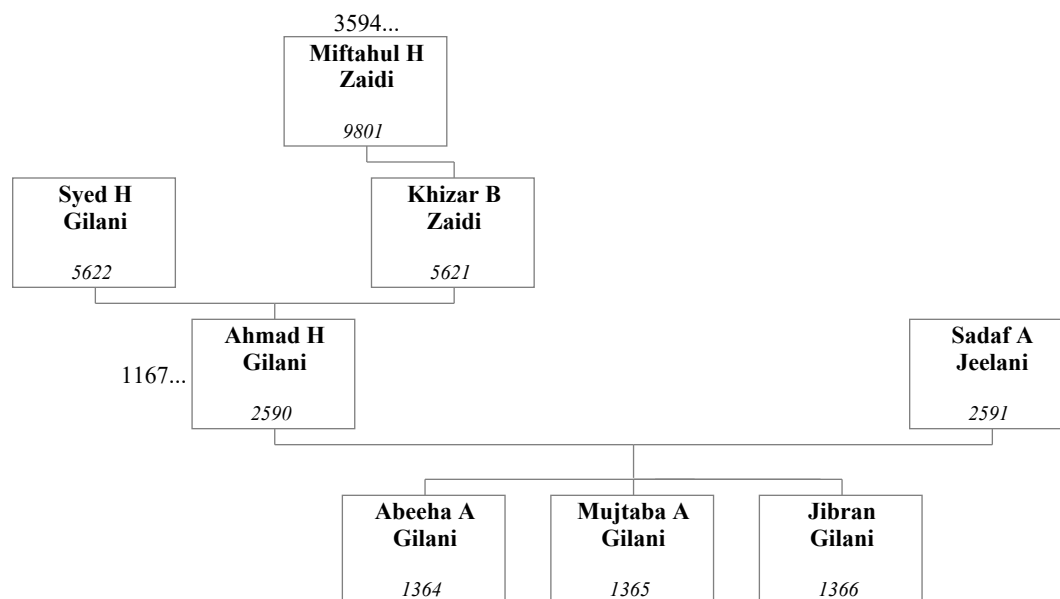 3594...
Miftahul H
Zaidi
9801
Syed H
Gilani
5622
Khizar B
Zaidi
5621
1167...
Ahmad H
Gilani
2590
Sadaf A
Jeelani
2591
Abeeha A
Gilani
1364
Mujtaba A
Gilani
1365
Jibran
Gilani
1366